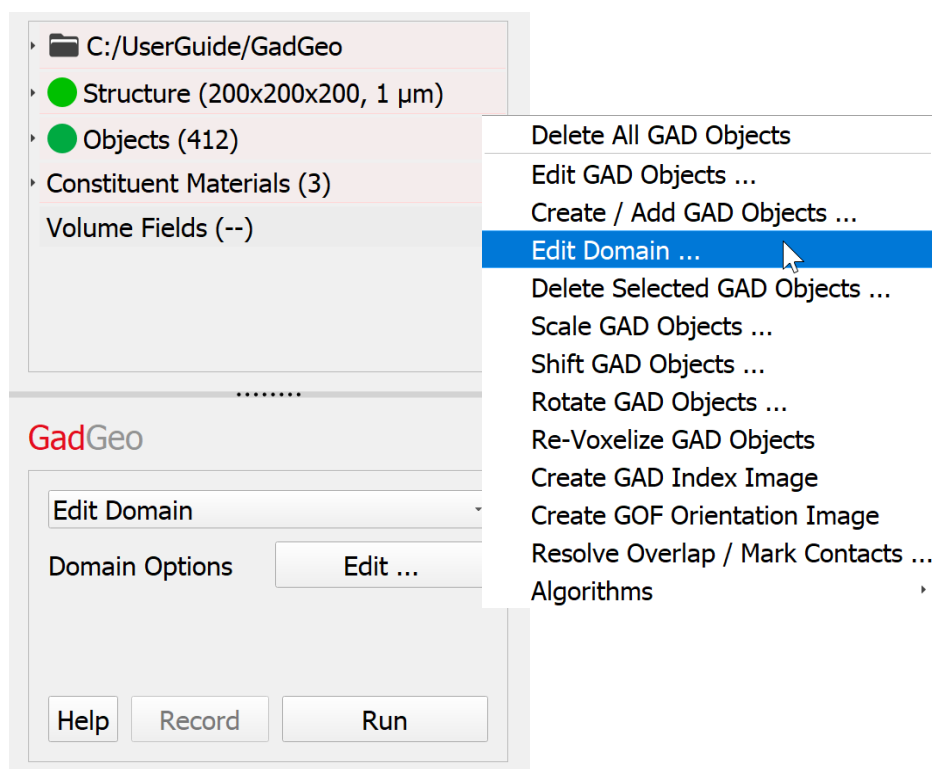 C:/UserGuide/GadGeo
Structure (200x200x200, 1 µm)
Objects (412)
Constituent Materials (3)
Volume Fields (--)
GadGeo
Edit Domain
Domain Options
Edit ...
Help
Record
Run
Delete All GAD Objects
Edit GAD Objects ...
Create / Add GAD Objects ...
Edit Domain ...
Delete Selected GAD Objects ...
Scale GAD Objects ...
Shift GAD Objects ...
Rotate GAD Objects ...
Re-Voxelize GAD Objects
Create GAD Index Image
Create GOF Orientation Image
Resolve Overlap / Mark Contacts ...
Algorithms